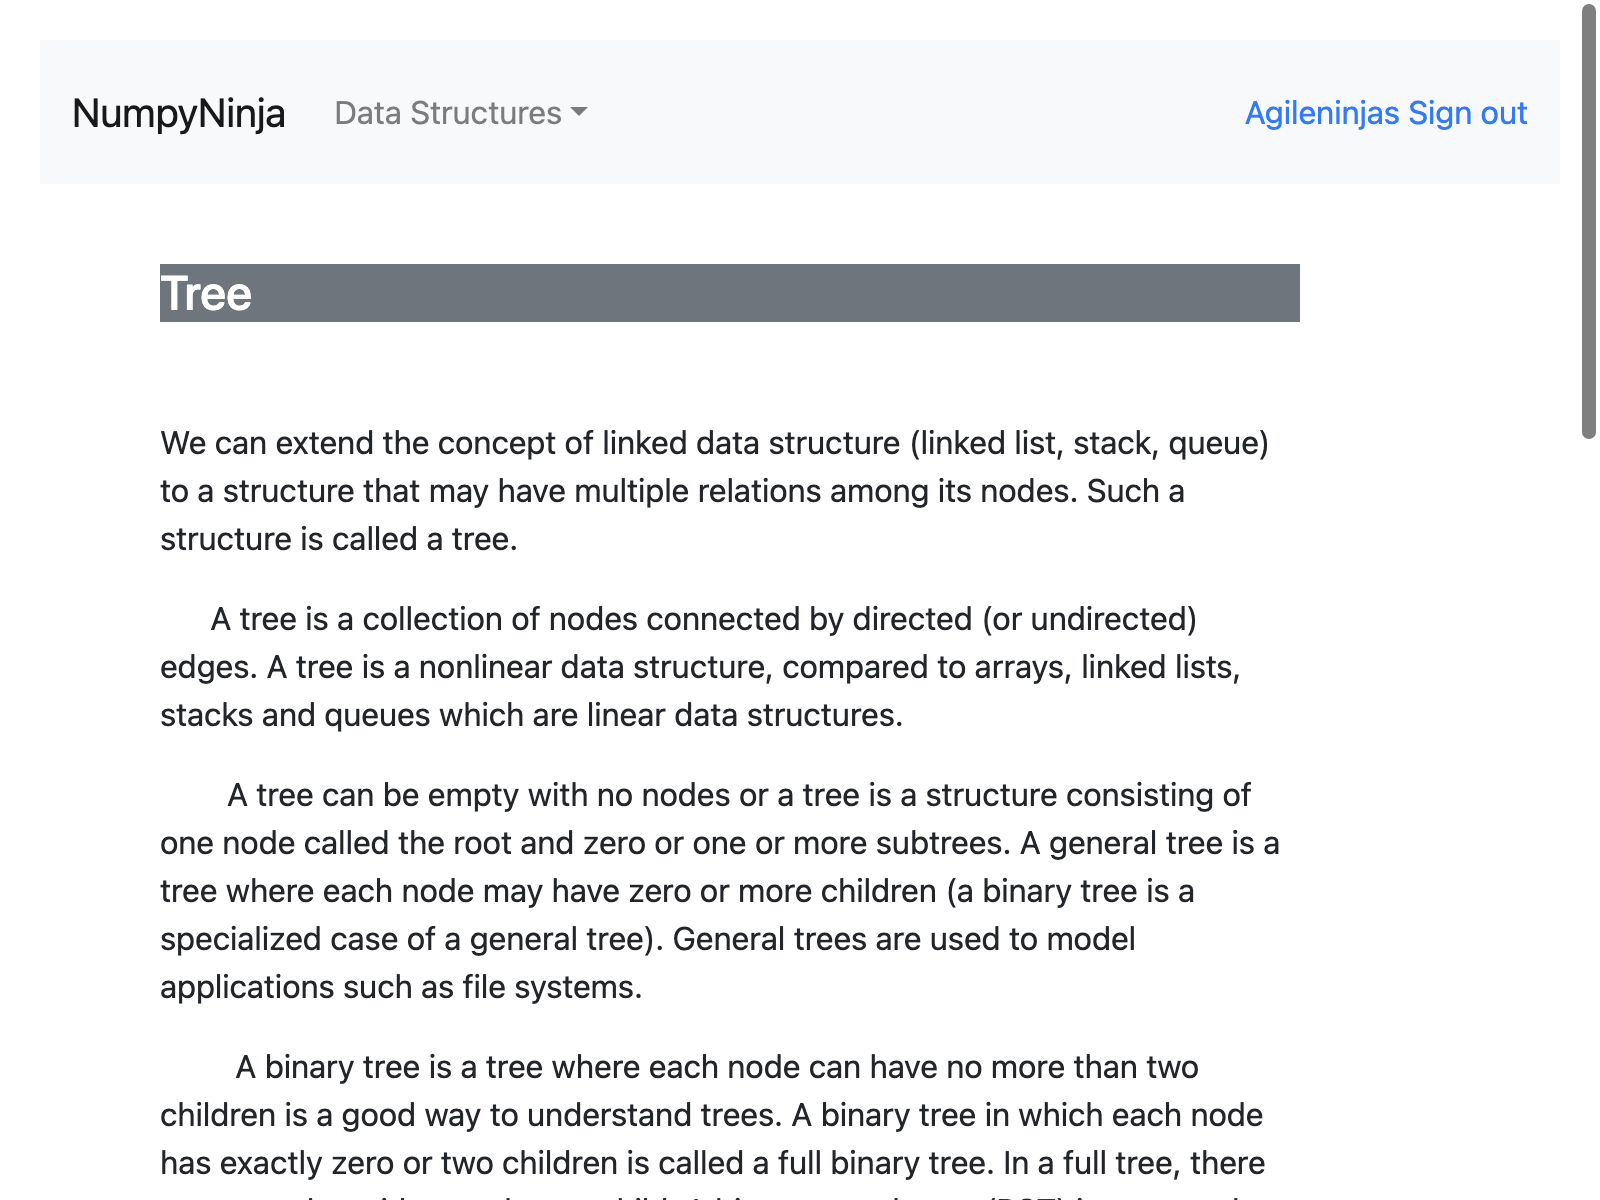 NumpyNinja Data Structures Agileninjas Sign out
Tree
We can extend the concept of linked data structure (linked list, stack, queue)
to a structure that may have multiple relations among its nodes. Such a
structure is called a tree.
A tree is a collection of nodes connected by directed (or undirected)
edges. A tree is a nonlinear data structure, compared to arrays, linked lists,
stacks and queues which are linear data structures.
A tree can be empty with no nodes or a tree is a structure consisting of
one node called the root and zero or one or more subtrees. A general tree is a
tree where each node may have zero or more children (a binary tree is a
specialized case of a general tree). General trees are used to model
applications such as file systems.
A binary tree is a tree where each node can have no more than two
children is a good way to understand trees. A binary tree in which each node
has exactly zero or two children is called a full binary tree. In a full tree, there